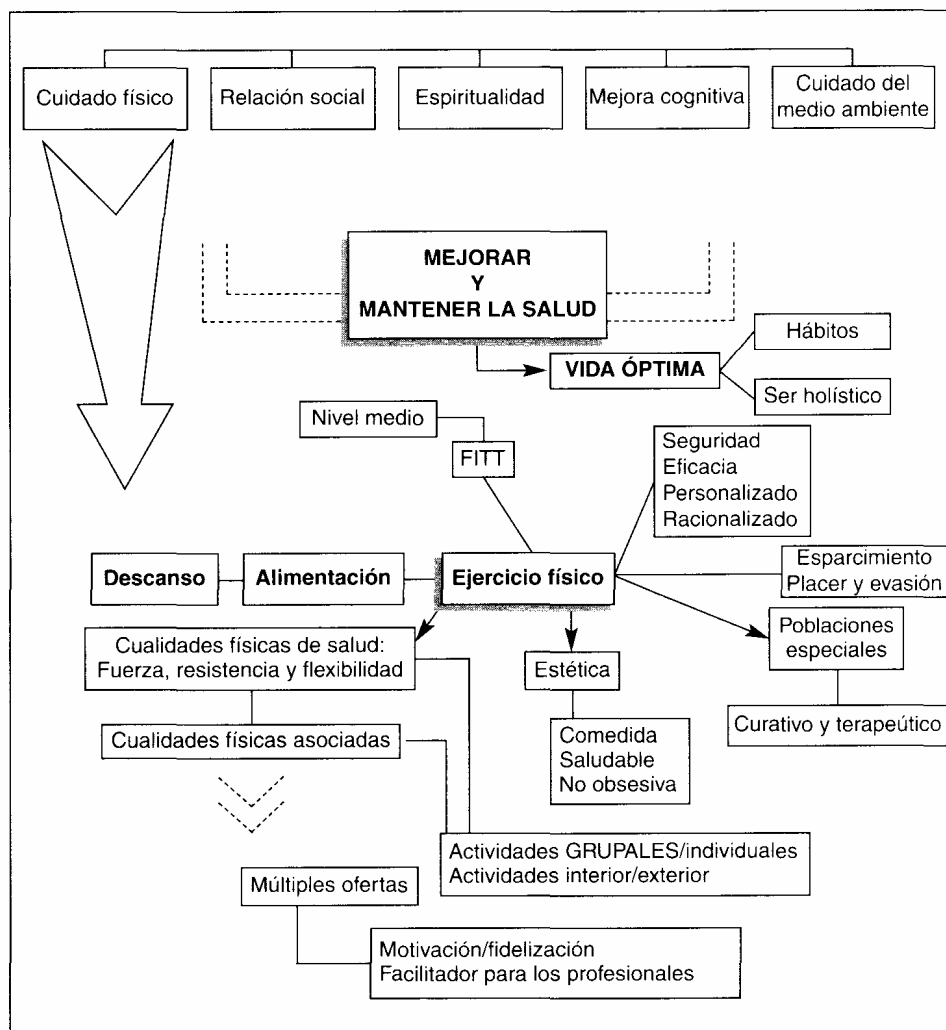 Cuidado físico
Relación social
Espiritualidad
Mejora cognitiva
Cuidado del
medio ambiente
MEJORAR
Y
MANTENER LA SALUD
VIDA ÓPTIMA
Hábitos
Ser holístico
Nivel medio
FITT
Seguridad
Eficacia
Personalizado
Racionalizado
Descanso
Alimentación
Ejercicio físico
Esparcimiento
Placer y evasión
Poblaciones
especiales
Curativo y terapeútico
Cualidades físicas de salud:
Fuerza, resistencia y flexibilidad
Cualidades físicas asociadas
Estética
Comedida
Saludable
No obsesiva
Actividades GRUPALES/individuales
Actividades interior/exterior
Múltiples ofertas
Motivación/fidelización
Facilitador para los profesionales